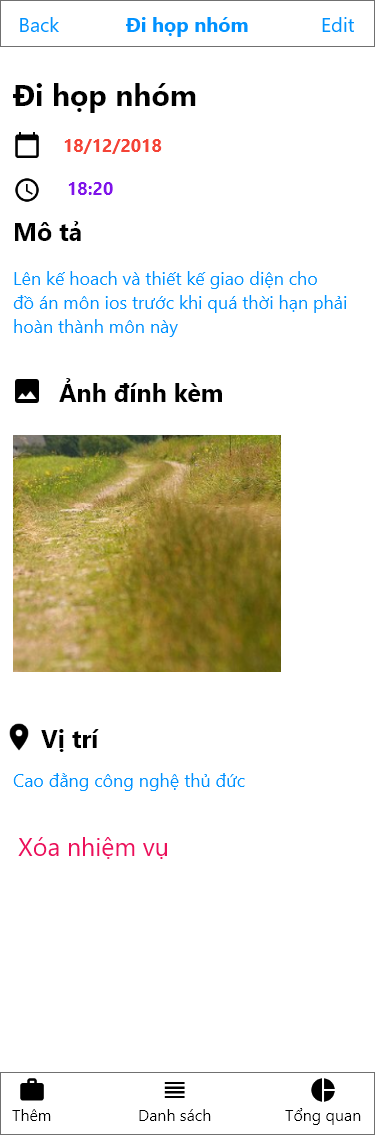 Back Đi họp nhóm Edit
Đi họp nhóm
18/12/2018
18:20
Mô tả
Lên kế hoach và thiết kế giao diện cho
đồ án môn ios trước khi quá thời hạn phải
hoàn thành môn này
Ảnh đính kèm
Vị trí
Cao đẳng công nghệ thủ đức
Xóa nhiệm vụ
Thêm Danh sách Tổng quan